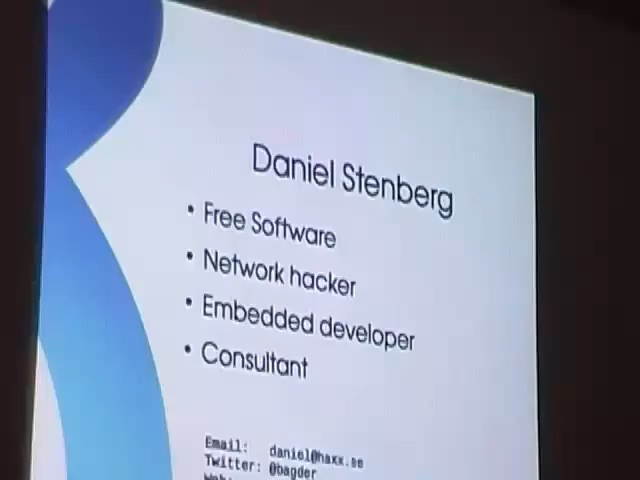 Daniel Stenberg
• Free Software
• Network hacker
• Embedded developer
• Consultant
Email: daniel@haxx.se
Twitter: @bagder